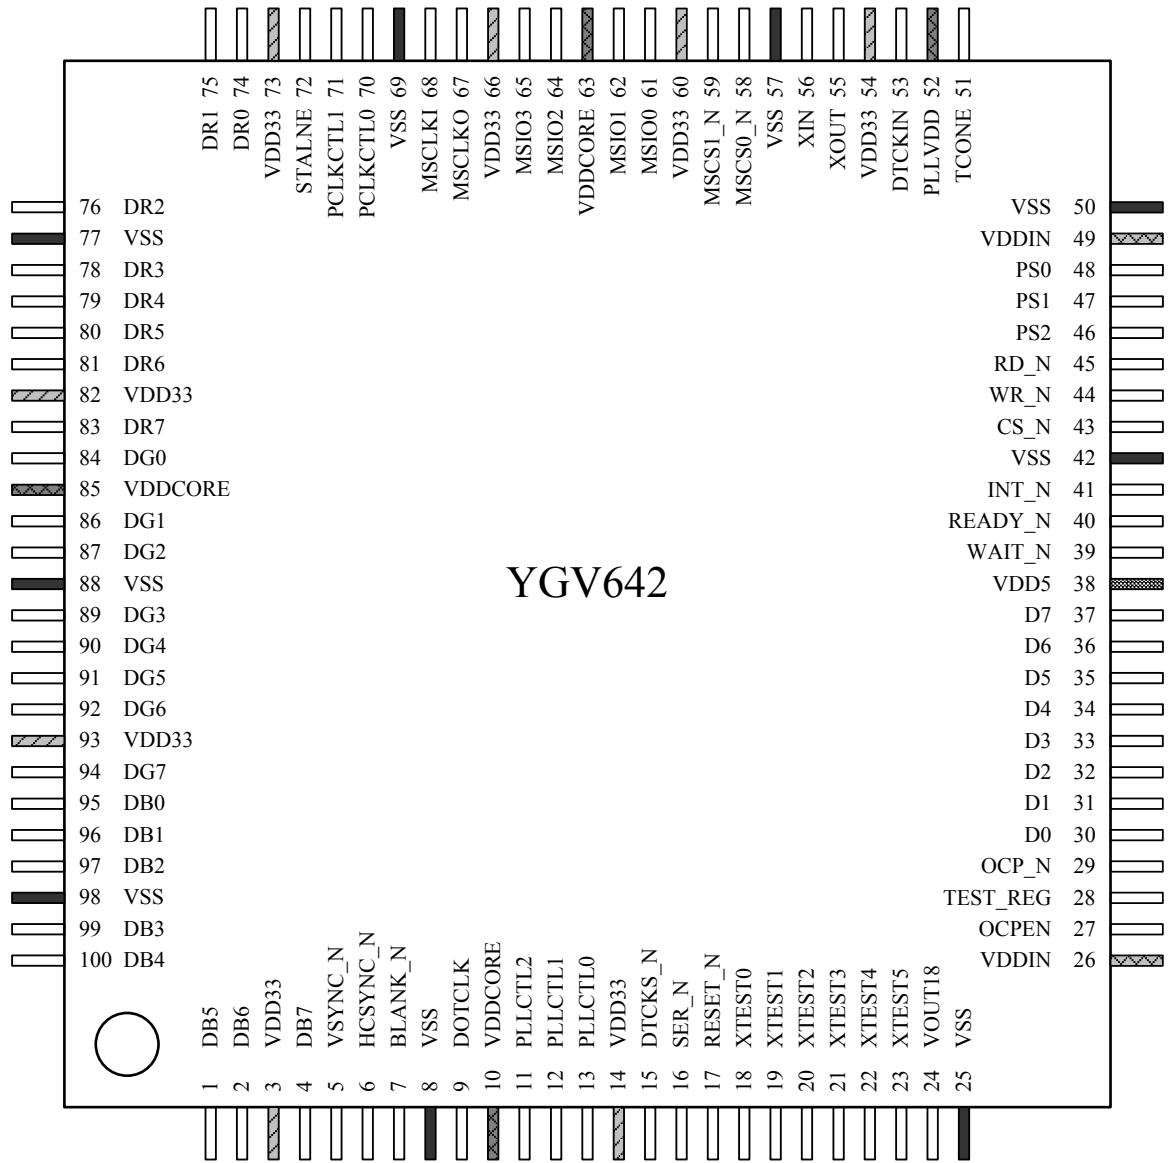 DR1 75
DR0 74
VDD33 73
STALNE 72
PCLKCTL1 71
PCLKCTL0 70
VSS 69
MSCLKI 68
MSCLKO 67
VDD33 66
MSIO3 65
MSIO2 64
VDDCORE 63
MSIO1 62
MSIO0 61
VDD33 60
MSCS1_N 59
MSCS0_N 58
VSS 57
XIN 56
XOUT 55
VDD33 54
DTCKIN 53
PLLVDD 52
TCONE 51
76 DR2
77 VSS
78 DR3
79 DR4
80 DR5
81 DR6
82 VDD33
83 DR7
84 DG0
85 VDDCORE
86 DG1
87 DG2
88 VSS
89 DG3
90 DG4
91 DG5
92 DG6
93 VDD33
94 DG7
95 DB0
96 DB1
97 DB2
98 VSS
99 DB3
100 DB4
YGV642
VSS 50
VDDIN 49
PS0 48
PS1 47
PS2 46
RD_N 45
WR_N 44
CS_N 43
VSS 42
INT_N 41
READY_N 40
WAIT_N 39
VDD5 38
D7 37
D6 36
D5 35
D4 34
D3 33
D2 32
D1 31
D0 30
OCP_N 29
TEST_REG 28
OCPEN 27
VDDIN 26
1 DB5
2 DB6
3 VDD33
4 DB7
5 VSYNC_N
6 HCSYNC_N
7 BLANK_N
8 VSS
9 DOTCLK
10 VDDCORE
11 PLLCTL2
12 PLLCTL1
13 PLLCTL0
14 VDD33
15 DTCKS_N
16 SER_N
17 RESET_N
18 XTEST0
19 XTEST1
20 XTEST2
21 XTEST3
22 XTEST4
23 XTEST5
24 VOUT18
25 VSS